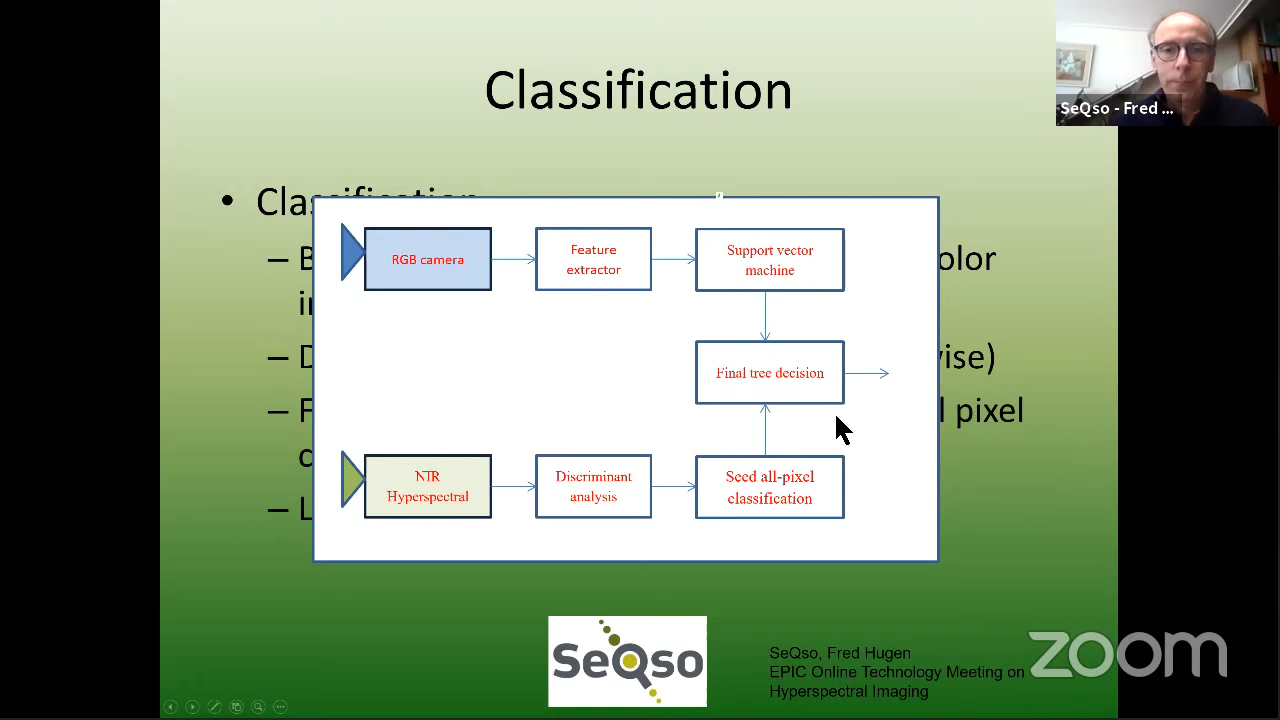 Classification
SeQso - Fred ...
• Classification
–
olor
–
wise)
–
l pixel
–
RGB camera
Feature
extractor
Support vector
machine
Final tree decision
NIR
Hyperspectral
Discriminant
analysis
Seed all-pixel
classification
SeQso
SeQso, Fred Hugen
EPIC Online Technology Meeting on
Hyperspectral Imaging
zoom